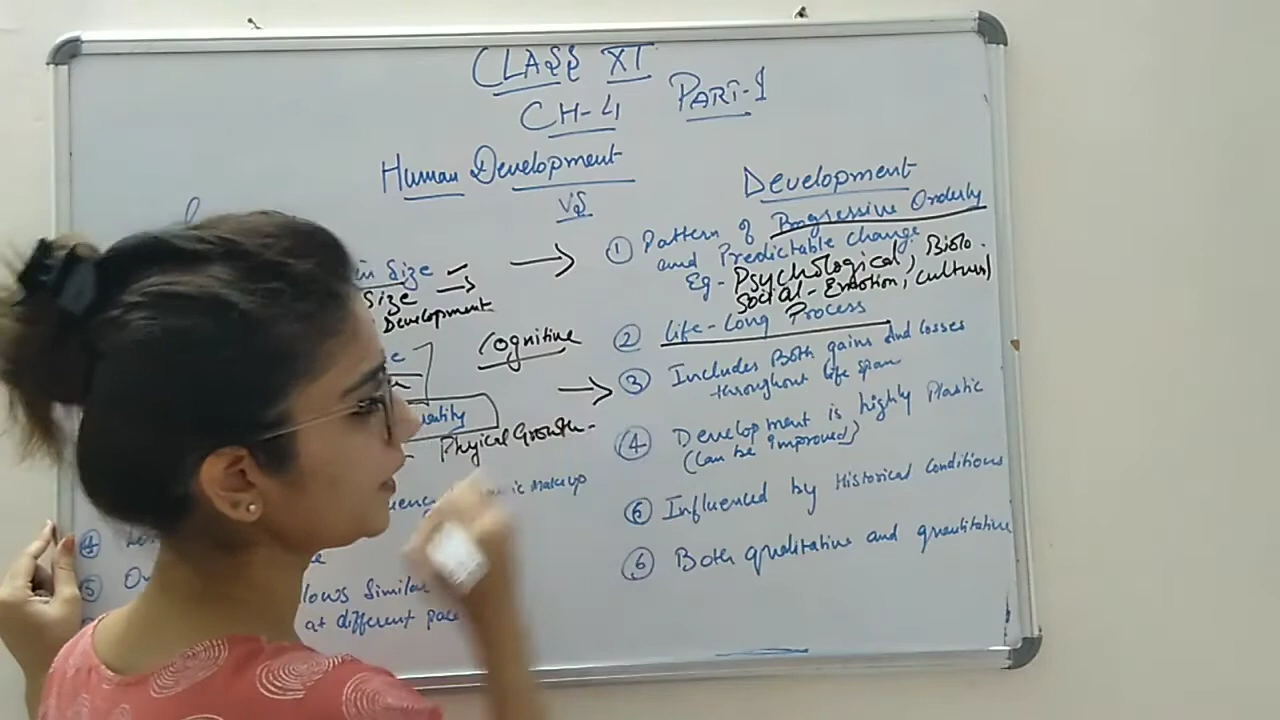 CLASS XI
CH-4 PART-1
Human Development
VS
in Size
Size
Development
Cognitive
Physical Growth-
Makeup
lows Similar
at different pace
④
⑤
Development
① Pattern of Progressive Orderly
and Predictable change.
Eg- Psychological, Biolo.
Social-Emotion, cultural)
② life-Long Process
③ Includes Both gains and losses
throughout life span
④ Development is highly Plastic
(Can be improved)
⑤ Influenced by Historical Conditions
⑥ Both qualitative and quantitative